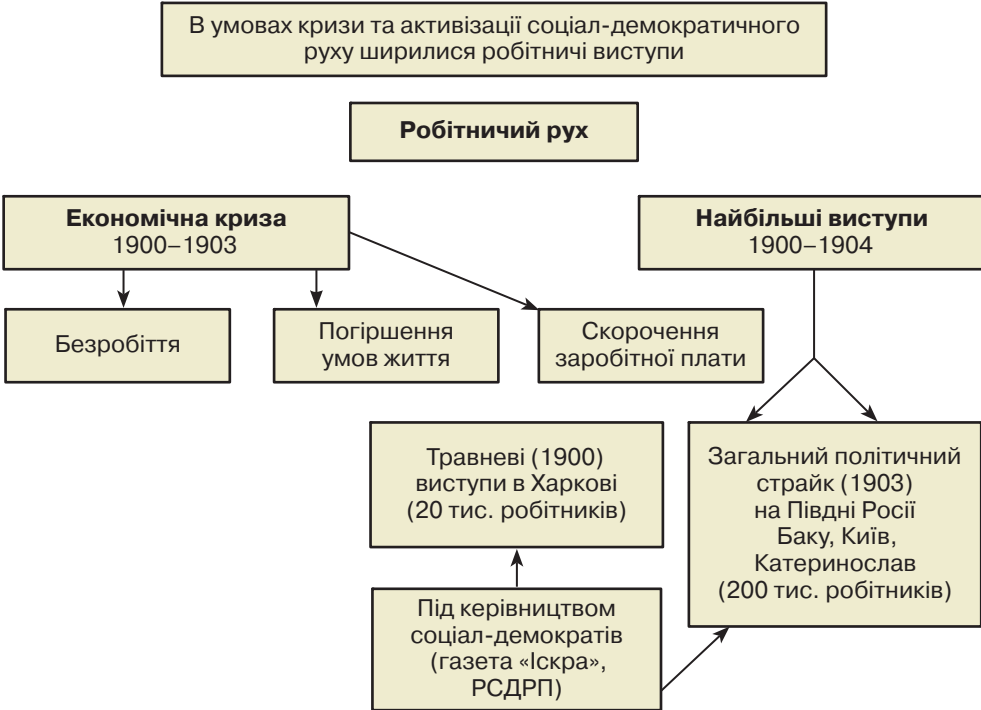 В умовах кризи та активізації соціал-демократичного
руху ширилися робітничі виступи
Робітничий рух
Економічна криза
1900–1903
Найбільші виступи
1900–1904
Безробіття
Погіршення
умов життя
Скорочення
заробітної плати
Травневі (1900)
виступи в Харкові
(20 тис. робітників)
Загальний політичний
страйк (1903)
на Півдні Росії
Баку, Київ,
Катеринослав
(200 тис. робітників)
Під керівництвом
соціал-демократів
(газета «Іскра»,
РСДРП)